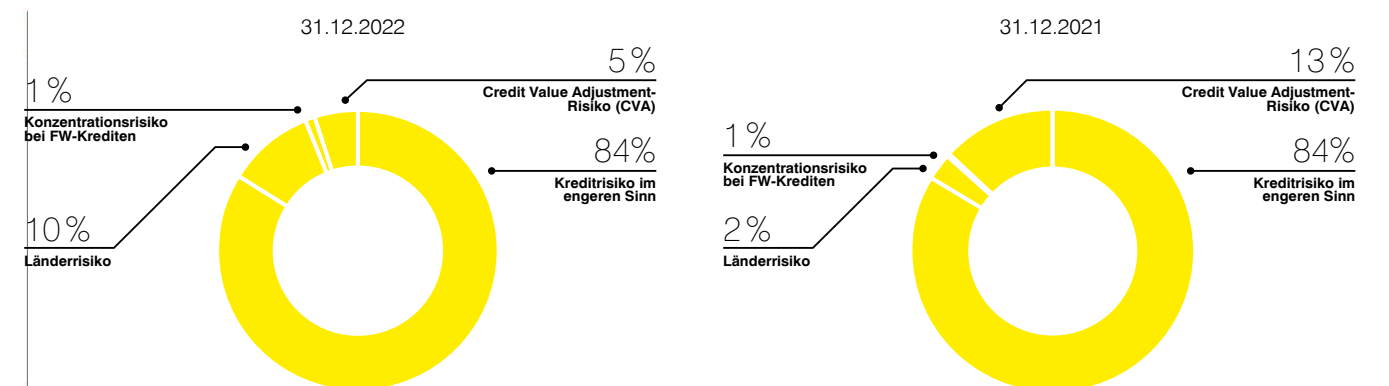 31.12.2022
5%
Credit Value Adjustment-
Risiko (CVA)
1%
Konzentrationsrisiko
bei FW-Krediten
84%
Kreditrisiko im
engeren Sinn
10%
Länderrisiko
31.12.2021
13%
Credit Value Adjustment-
Risiko (CVA)
1%
Konzentrationsrisiko
bei FW-Krediten
84%
Kreditrisiko im
engeren Sinn
2%
Länderrisiko